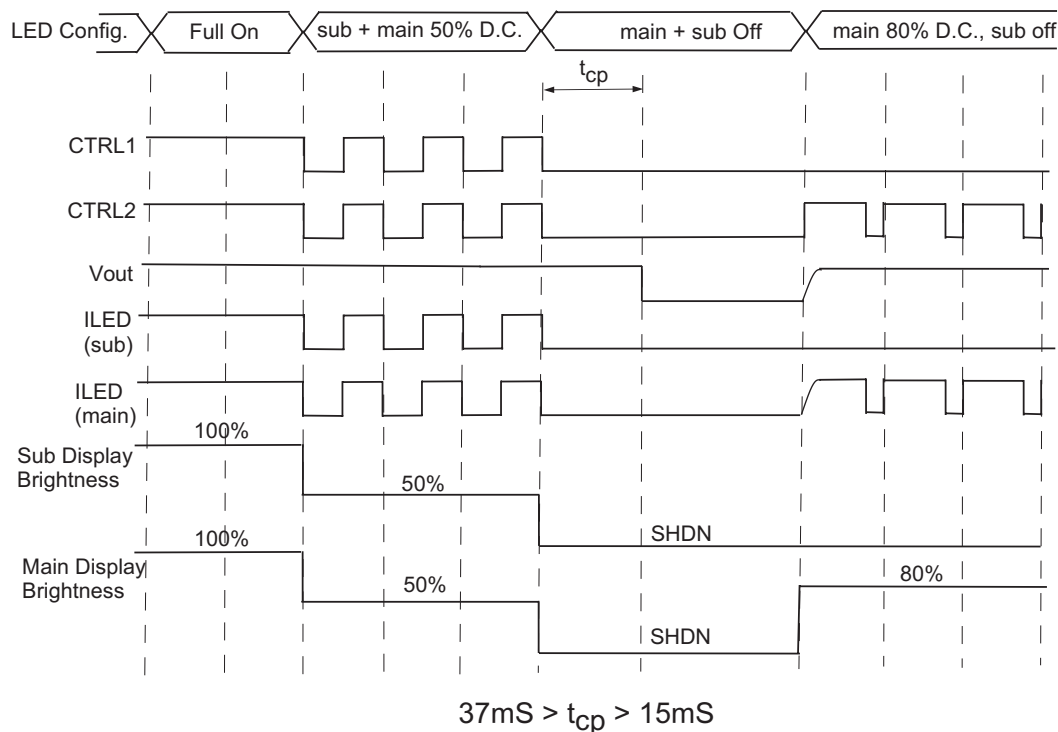 LED Config.
Full On
sub + main 50% D.C.
main + sub Off
main 80% D.C., sub off
tcp
CTRL1
CTRL2
Vout
ILED
(sub)
ILED
(main)
100%
Sub Display
Brightness
50%
SHDN
100%
Main Display
Brightness
50%
SHDN
80%
37mS > tcp > 15mS